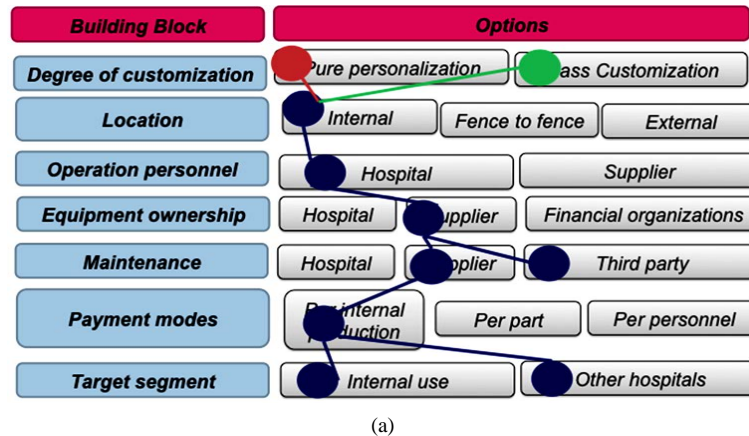 Building Block Options
Degree of customization Pure personalization ass Customization
Location Internal Fence to fence External
Operation personnel Hospital Supplier
Equipment ownership Hospital upplier Financial organizations
Maintenance Hospital pplier Third party
Payment modes internal Per part Per personnel
Target segment Internal use Other hospitals
(a)